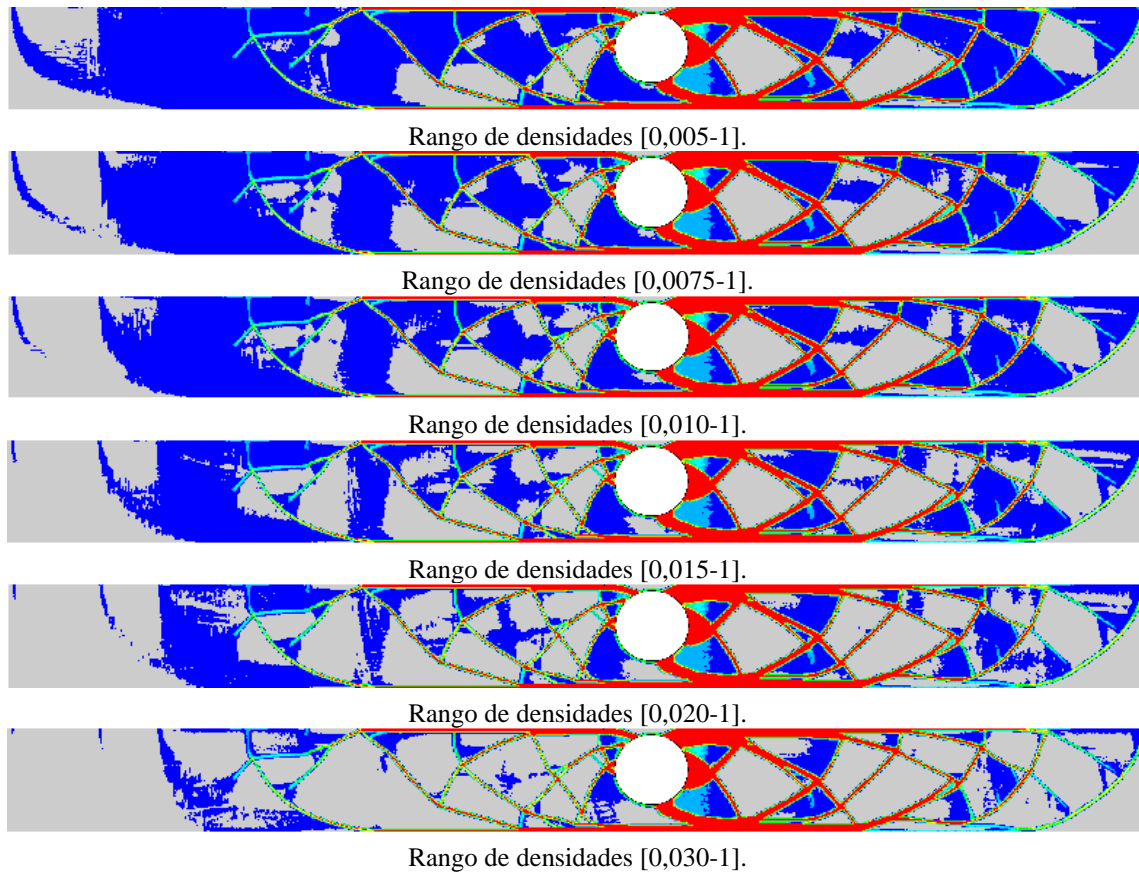 Rango de densidades [0,005-1].
Rango de densidades [0,0075-1].
Rango de densidades [0,010-1].
Rango de densidades [0,015-1].
Rango de densidades [0,020-1].
Rango de densidades [0,030-1].